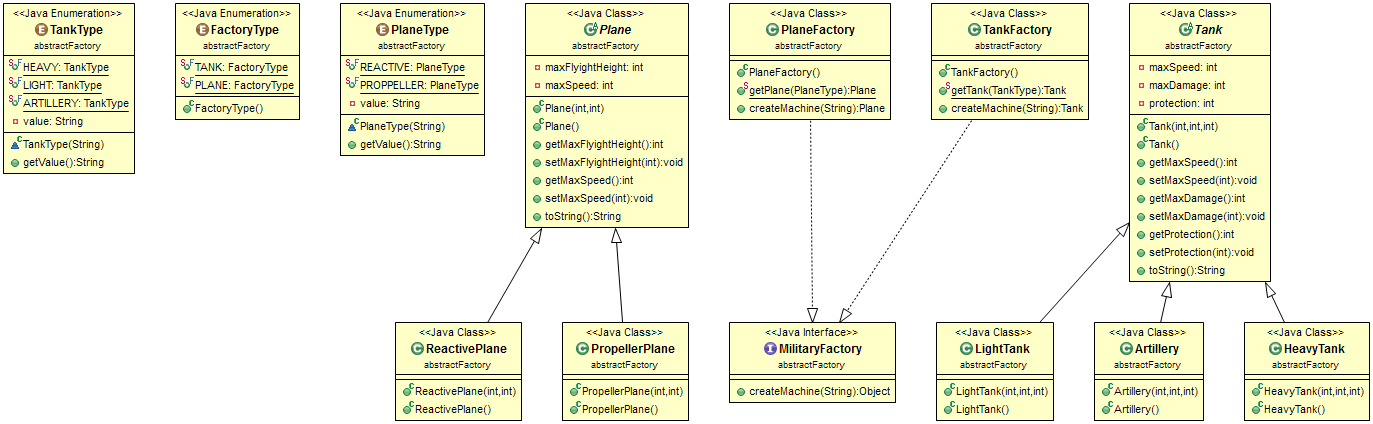 <<Java Enumeration>>
TankType
abstractFactory
HEAVY: TankType
LIGHT: TankType
ARTILLERY: TankType
value: String
TankType(String)
getValue():String
<<Java Enumeration>>
FactoryType
abstractFactory
TANK: FactoryType
PLANE: FactoryType
FactoryType()
<<Java Enumeration>>
PlaneType
abstractFactory
REACTIVE: PlaneType
PROPPELLER: PlaneType
value: String
PlaneType(String)
getValue():String
<<Java Class>>
Plane
abstractFactory
maxFlyightHeight: int
maxSpeed: int
Plane(int,int)
Plane()
getMaxFlyightHeight():int
setMaxFlyightHeight(int):void
getMaxSpeed():int
setMaxSpeed(int):void
toString():String
<<Java Class>>
PlaneFactory
abstractFactory
PlaneFactory()
getPlane(PlaneType):Plane
createMachine(String):Plane
<<Java Class>>
TankFactory
abstractFactory
TankFactory()
getTank(TankType):Tank
createMachine(String):Tank
<<Java Class>>
Tank
abstractFactory
maxSpeed: int
maxDamage: int
protection: int
Tank(int,int,int)
Tank()
getMaxSpeed():int
setMaxSpeed(int):void
getMaxDamage():int
setMaxDamage(int):void
getProtection():int
setProtection(int):void
toString():String
<<Java Class>>
ReactivePlane
abstractFactory
ReactivePlane(int,int)
ReactivePlane()
<<Java Class>>
PropellerPlane
abstractFactory
PropellerPlane(int,int)
PropellerPlane()
<<Java Interface>>
MilitaryFactory
abstractFactory
createMachine(String):Object
<<Java Class>>
LightTank
abstractFactory
LightTank(int,int,int)
LightTank()
<<Java Class>>
Artillery
abstractFactory
Artillery(int,int,int)
Artillery()
<<Java Class>>
HeavyTank
abstractFactory
HeavyTank(int,int,int)
HeavyTank()